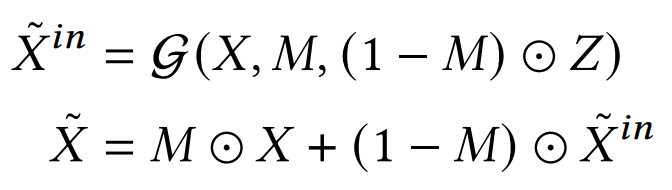 X̃ⁱⁿ = 𝒢(X, M, (1 − M) ⊙ Z)
X̃ = M ⊙ X + (1 − M) ⊙ X̃ⁱⁿ